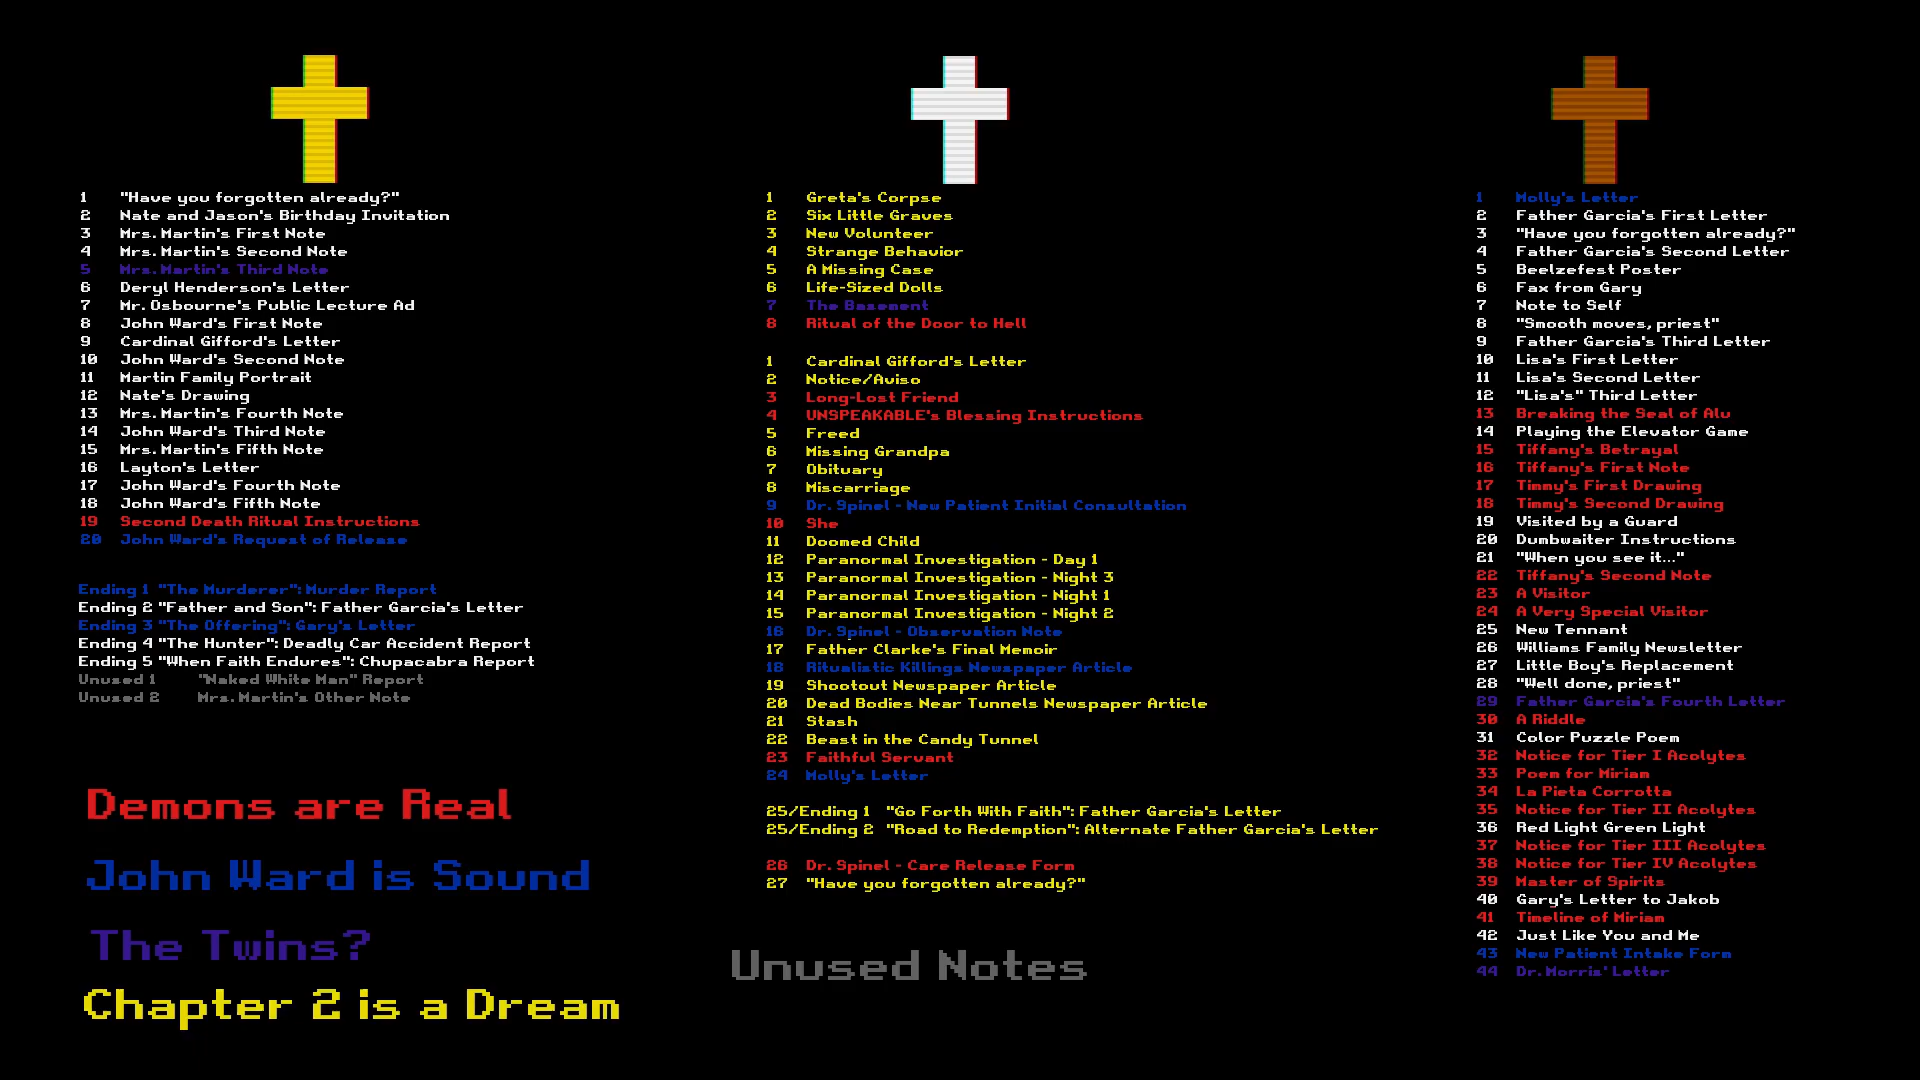 1 "Have you forgotten already?"
2 Nate and Jason's Birthday Invitation
3 Mrs. Martin's First Note
4 Mrs. Martin's Second Note
5 Mrs. Martin's Third Note
6 Deryl Henderson's Letter
7 Mr. Osbourne's Public Lecture Ad
8 John Ward's First Note
9 Cardinal Gifford's Letter
10 John Ward's Second Note
11 Martin Family Portrait
12 Nate's Drawing
13 Mrs. Martin's Fourth Note
14 John Ward's Third Note
15 Mrs. Martin's Fifth Note
16 Layton's Letter
17 John Ward's Fourth Note
18 John Ward's Fifth Note
19 Second Death Ritual Instructions
20 John Ward's Request of Release
Ending 1 "The Murderer": Murder Report
Ending 2 "Father and Son": Father Garcia's Letter
Ending 3 "The Offering": Gary's Letter
Ending 4 "The Hunter": Deadly Car Accident Report
Ending 5 "When Faith Endures": Chupacabra Report
Unused 1 "Naked White Man" Report
Unused 2 Mrs. Martin's Other Note
Demons are Real
John Ward is Sound
The Twins?
Chapter 2 is a Dream
1 Greta's Corpse
2 Six Little Graves
3 New Volunteer
4 Strange Behavior
5 A Missing Case
6 Life-Sized Dolls
7 The Basement
8 Ritual of the Door to Hell
1 Cardinal Gifford's Letter
2 Notice/Aviso
3 Long-Lost Friend
4 UNSPEAKABLE's Blessing Instructions
5 Freed
6 Missing Grandpa
7 Obituary
8 Miscarriage
9 Dr. Spinel - New Patient Initial Consultation
10 She
11 Doomed Child
12 Paranormal Investigation - Day 1
13 Paranormal Investigation - Night 3
14 Paranormal Investigation - Night 1
15 Paranormal Investigation - Night 2
16 Dr. Spinel - Observation Note
17 Father Clarke's Final Memoir
18 Ritualistic Killings Newspaper Article
19 Shootout Newspaper Article
20 Dead Bodies Near Tunnels Newspaper Article
21 Stash
22 Beast in the Candy Tunnel
23 Faithful Servant
24 Molly's Letter
25/Ending 1 "Go Forth With Faith": Father Garcia's Letter
25/Ending 2 "Road to Redemption": Alternate Father Garcia's Letter
26 Dr. Spinel - Care Release Form
27 "Have you forgotten already?"
Unused Notes
1 Molly's Letter
2 Father Garcia's First Letter
3 "Have you forgotten already?"
4 Father Garcia's Second Letter
5 Beelzefest Poster
6 Fax from Gary
7 Note to Self
8 "Smooth moves, priest"
9 Father Garcia's Third Letter
10 Lisa's First Letter
11 Lisa's Second Letter
12 "Lisa's" Third Letter
13 Breaking the Seal of Alu
14 Playing the Elevator Game
15 Tiffany's Betrayal
16 Tiffany's First Note
17 Timmy's First Drawing
18 Timmy's Second Drawing
19 Visited by a Guard
20 Dumbwaiter Instructions
21 "When you see it..."
22 Tiffany's Second Note
23 A Visitor
24 A Very Special Visitor
25 New Tennant
26 Williams Family Newsletter
27 Little Boy's Replacement
28 "Well done, priest"
29 Father Garcia's Fourth Letter
30 A Riddle
31 Color Puzzle Poem
32 Notice for Tier I Acolytes
33 Poem for Miriam
34 La Pieta Corrotta
35 Notice for Tier II Acolytes
36 Red Light Green Light
37 Notice for Tier III Acolytes
38 Notice for Tier IV Acolytes
39 Master of Spirits
40 Gary's Letter to Jakob
41 Timeline of Miriam
42 Just Like You and Me
43 New Patient Intake Form
44 Dr. Morris' Letter